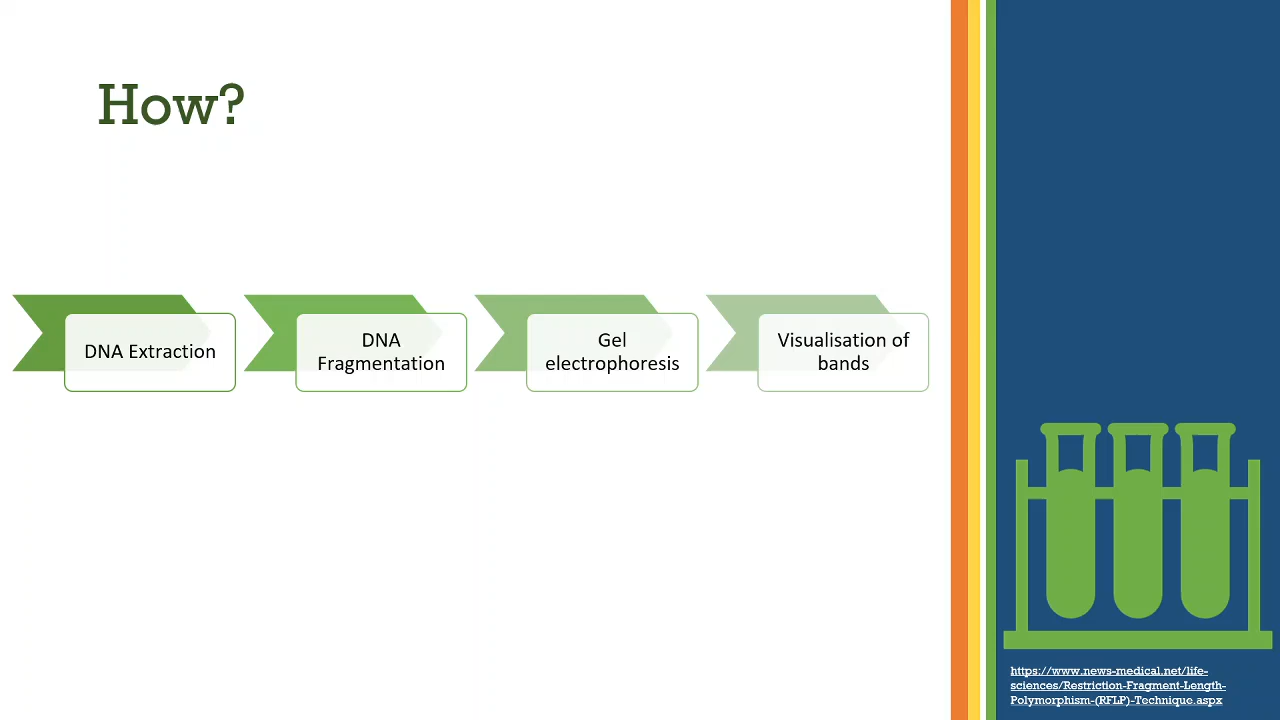 How?
DNA Extraction
DNA
Fragmentation
Gel
electrophoresis
Visualisation of
bands
https://www.news-medical.net/life-
sciences/Restriction-Fragment-Length-
Polymorphism-(RFLP)-Technique.aspx